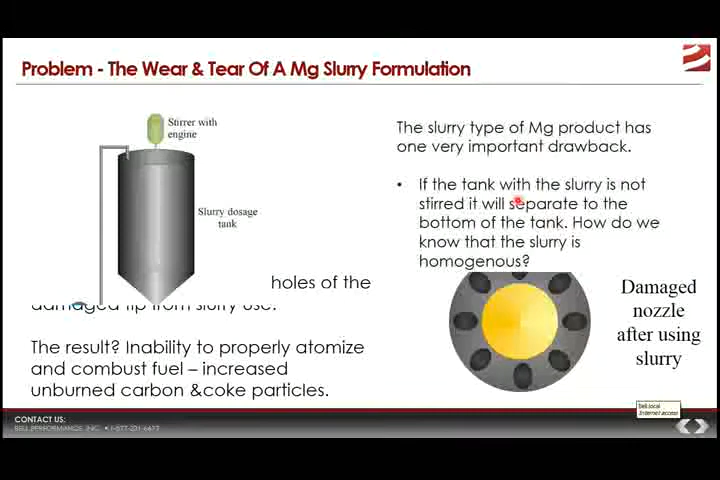 Problem - The Wear & Tear Of A Mg Slurry Formulation
Stirrer with
engine
Slurry dosage
tank
The slurry type of Mg product has
one very important drawback.
• If the tank with the slurry is not
stirred it will separate to the
bottom of the tank. How do we
know that the slurry is
homogenous?
holes of the
damaged tip from slurry use.
The result? Inability to properly atomize
and combust fuel – increased
unburned carbon &coke particles.
Damaged
nozzle
after using
slurry
bell.local
Internet access
CONTACT US:
BELL PERFORMANCE, INC. • 1-877-231-6673